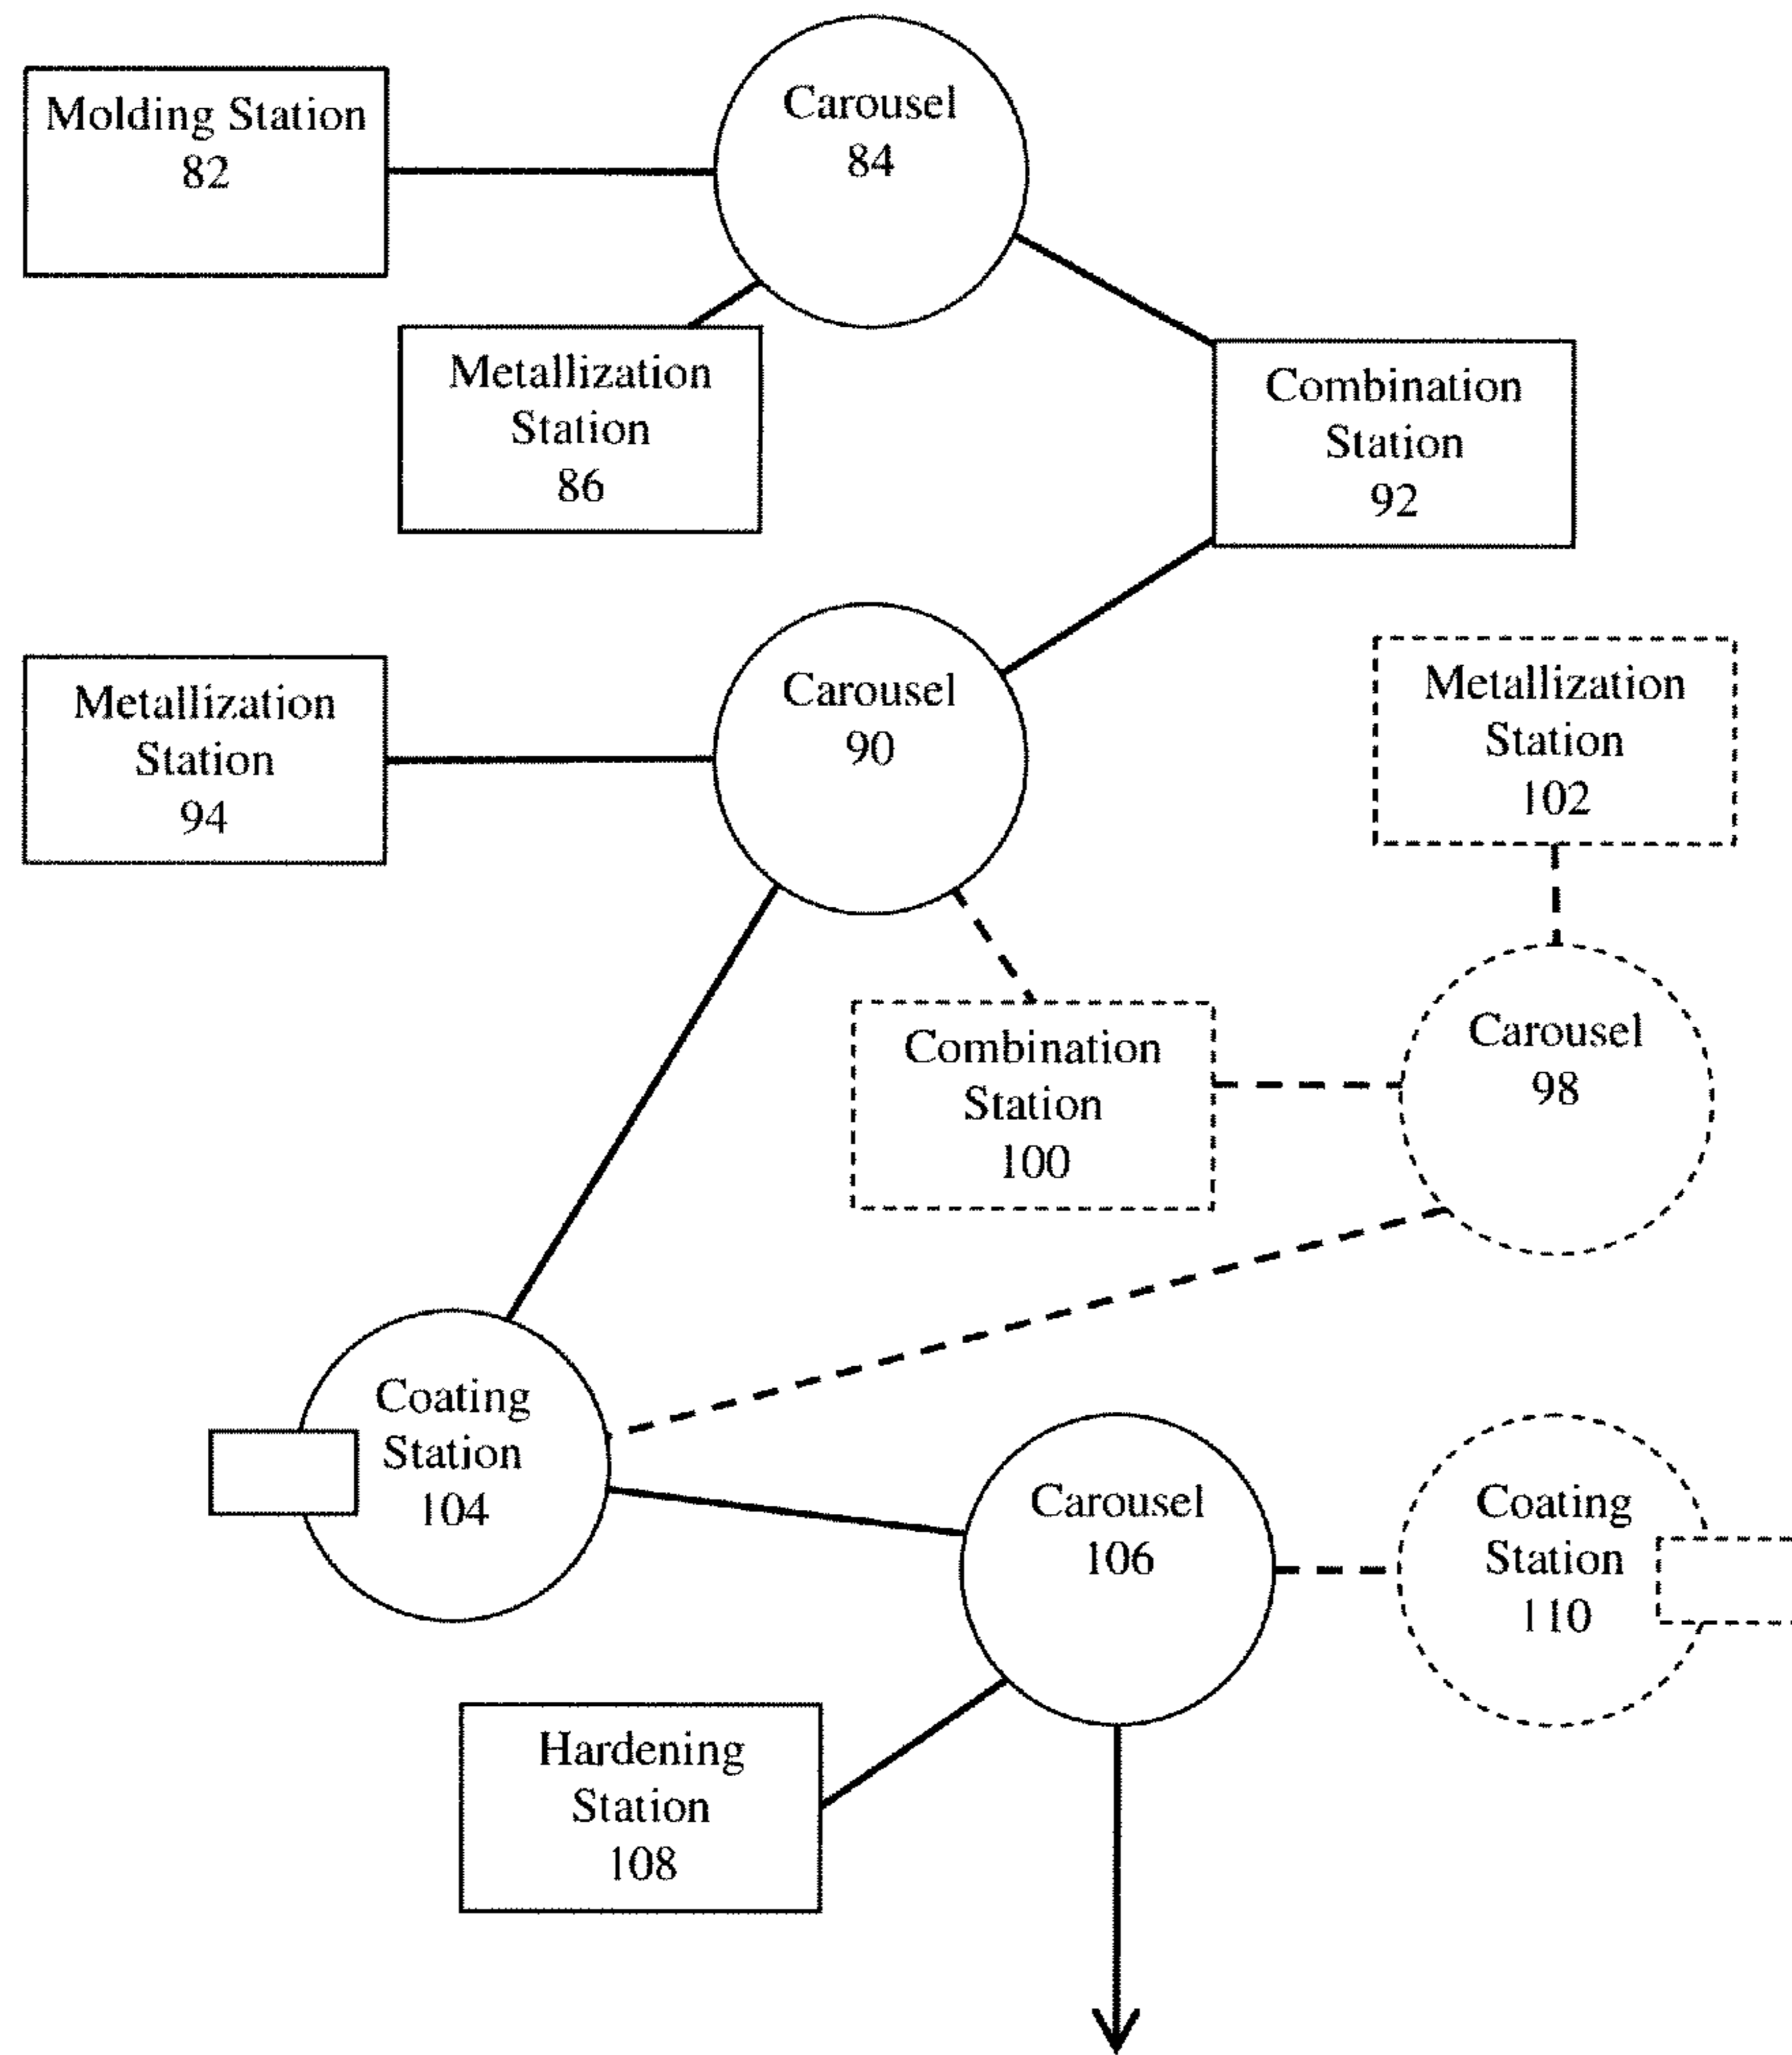 Carousel
84
Molding Station
82
Metallization
Station
86
Combination
Station
92
Carousel
90
Metallization
Station
94
Metallization
Station
102
Carousel
98
Combination
Station
100
Coating
Station
104
Carousel
106
Coating
Station
110
Hardening
Station
108